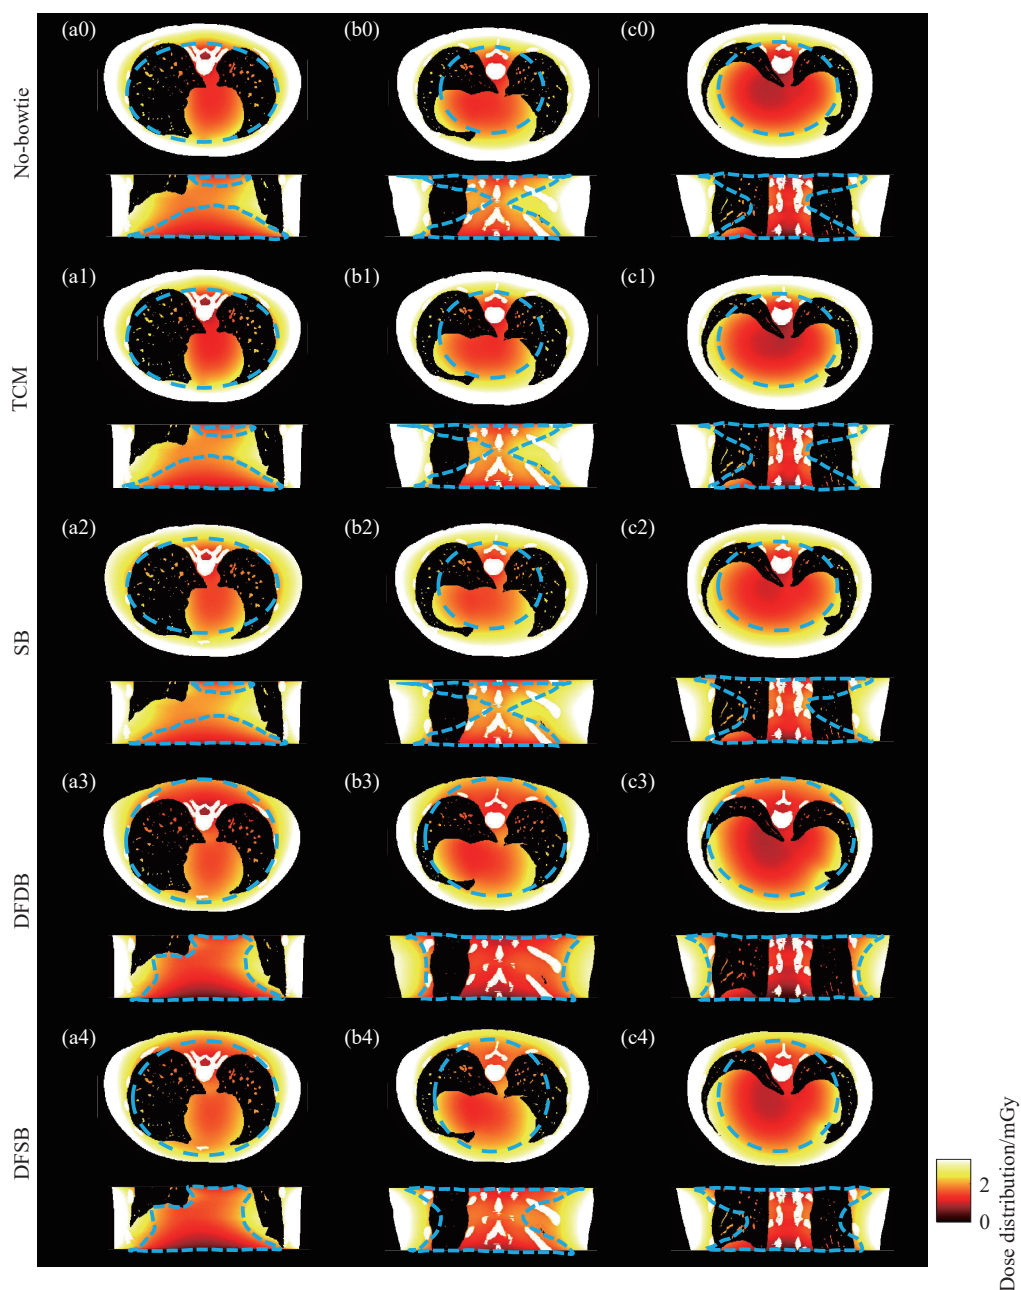 No-bowtie
(a0)
(b0)
(c0)
TCM
(a1)
(b1)
(c1)
SB
(a2)
(b2)
(c2)
DFDB
(a3)
(b3)
(c3)
DFSB
(a4)
(b4)
(c4)
2
0
Dose distribution/mGy